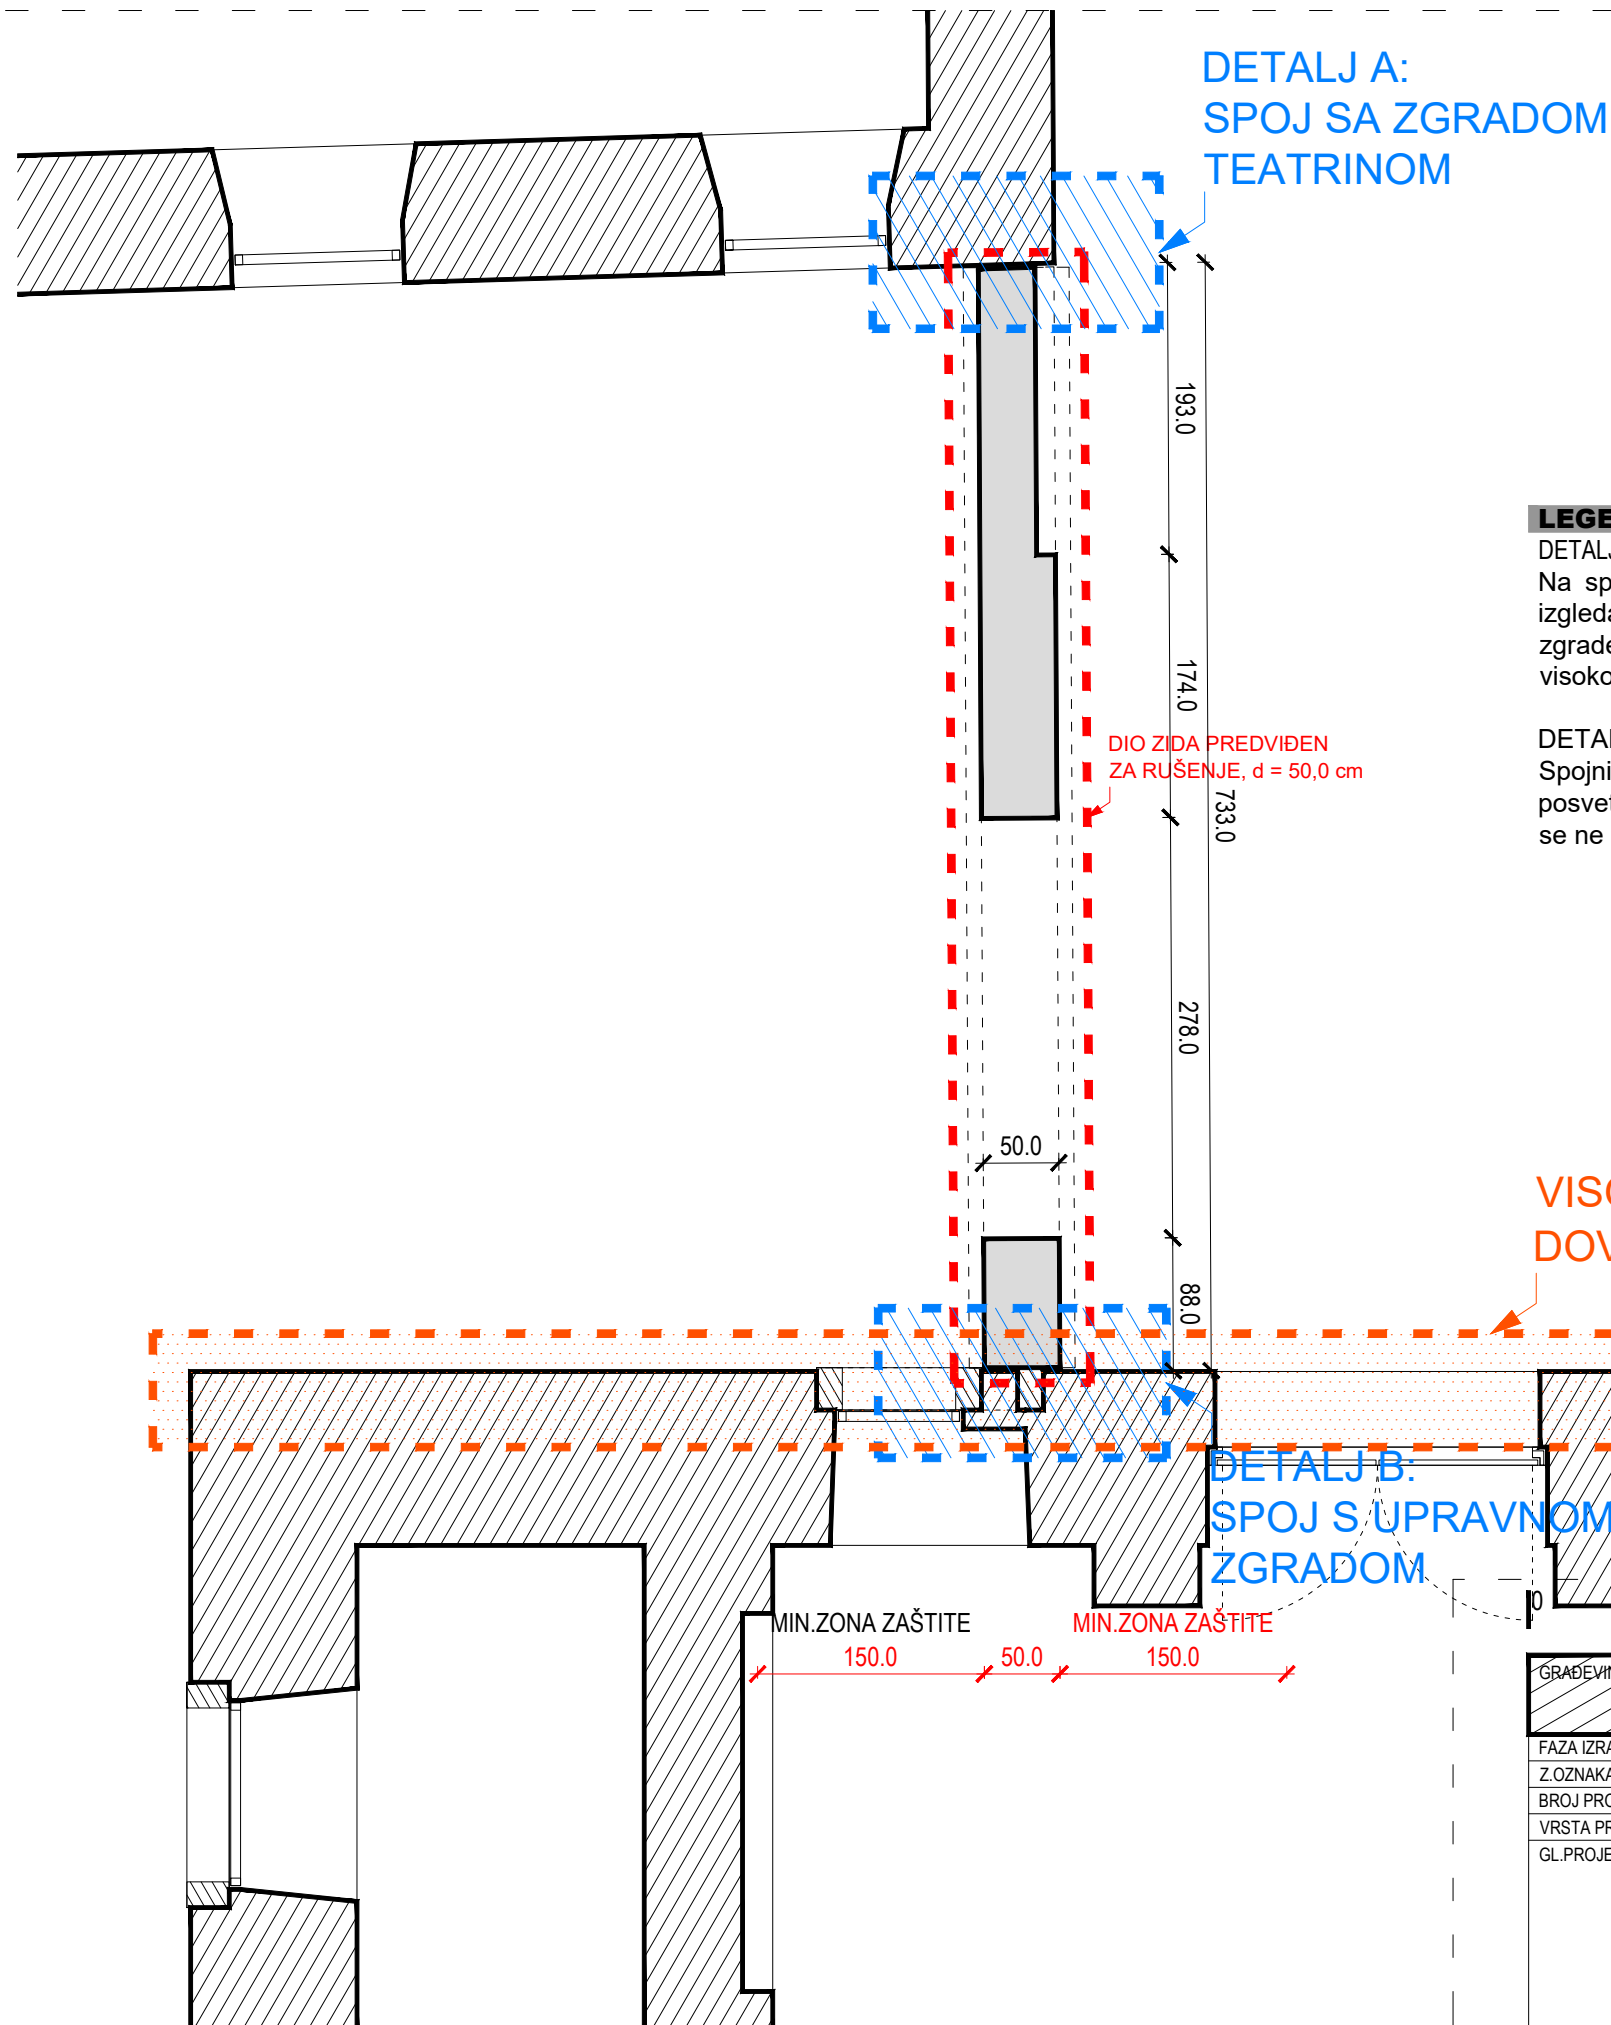 DETALJ A:
SPOJ SA ZGRADOM
TEATRINOM
193.0
174.0
733.0
278.0
88.0
50.0
DIO ZIDA PREDVIĐEN
ZA RUŠENJE, d = 50,0 cm
LEGE
DETALJ
Na sp
izgleda
zgrade
visoko
DETAL
Spojni
posvet
se ne
VISO
DOV
DETALJ B:
SPOJ S UPRAVNOM
ZGRADOM
MIN.ZONA ZAŠTITE
MIN.ZONA ZAŠTITE
150.0
50.0
150.0
0
GRAĐEVIN
FAZA IZRA
Z.OZNAKA
BROJ PRO
VRSTA PR
GL.PROJE